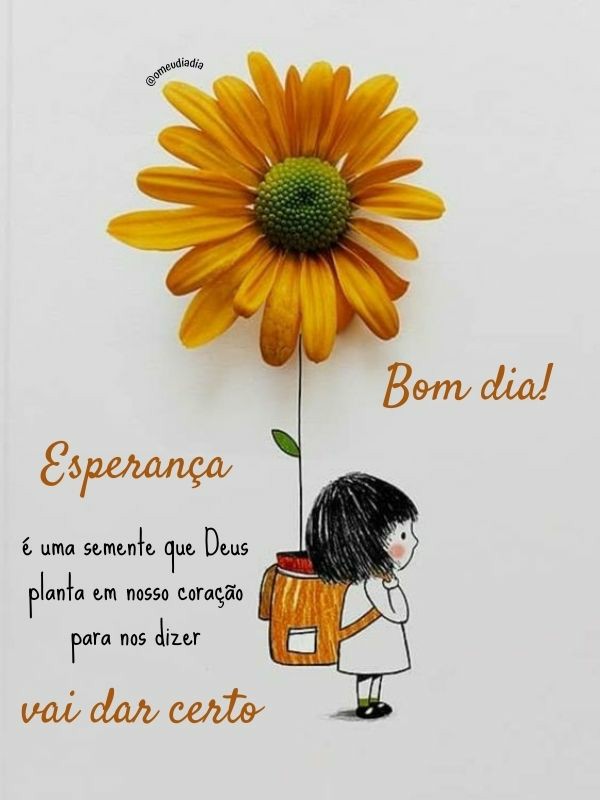 @omeudiadia
Bom dia!
Esperança
é uma semente que Deus
planta em nosso coração
para nos dizer
vai dar certo